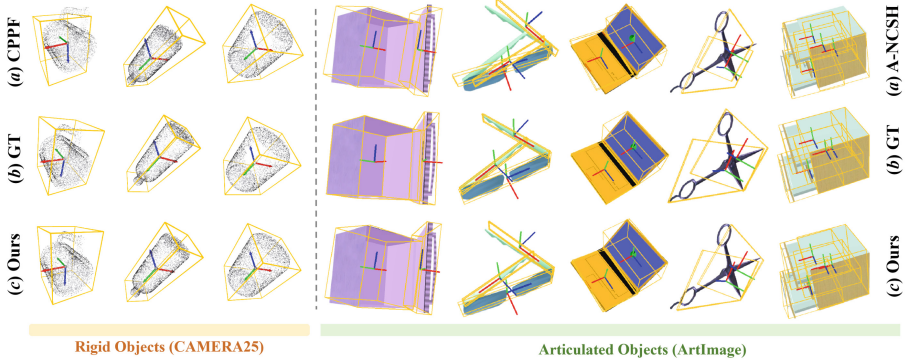 (a) CPPF
(a) A-NCSH
(b) GT
(b) GT
(c) Ours
(c) Ours
Rigid Objects (CAMERA25)
Articulated Objects (ArtImage)